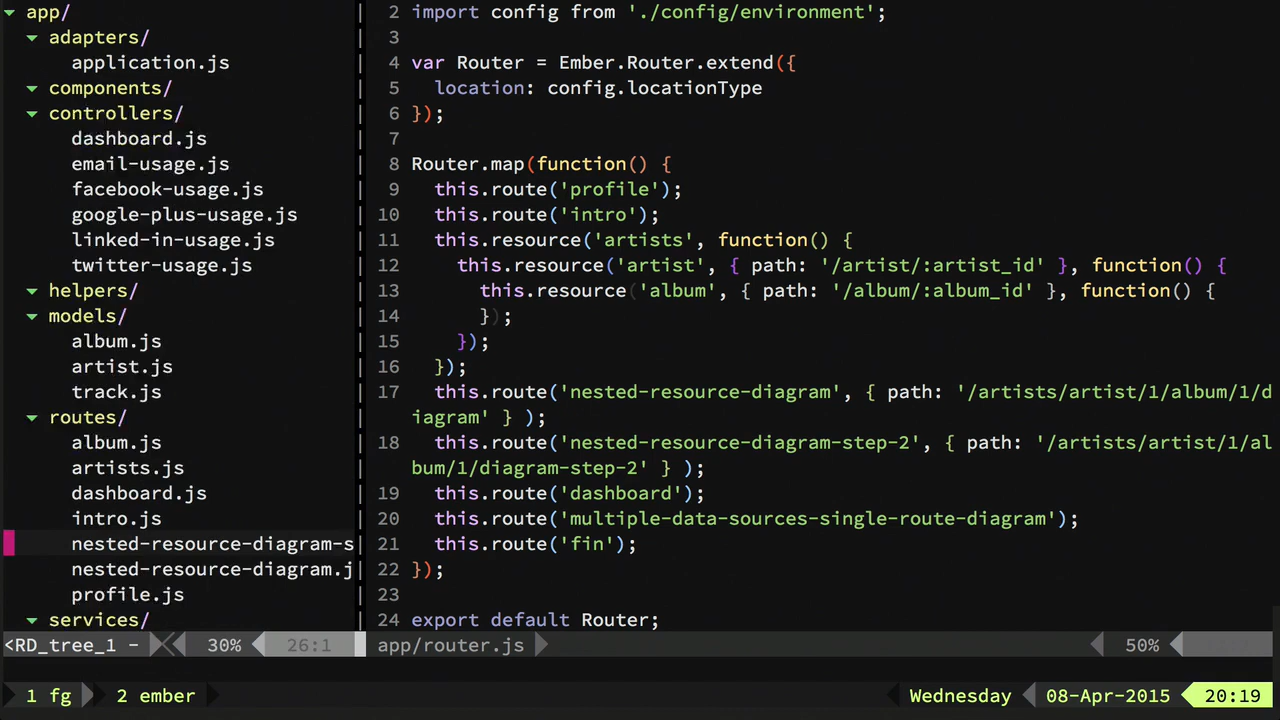 app/
adapters/
application.js
components/
controllers/
dashboard.js
email-usage.js
facebook-usage.js
google-plus-usage.js
linked-in-usage.js
twitter-usage.js
helpers/
models/
album.js
artist.js
track.js
routes/
album.js
artists.js
dashboard.js
intro.js
nested-resource-diagram-s
nested-resource-diagram.j
profile.js
services/
<RD_tree_1 - 30% 26:1
2 import config from './config/environment';
3
4 var Router = Ember.Router.extend({
5 location: config.locationType
6 });
7
8 Router.map(function() {
9 this.route('profile');
10 this.route('intro');
11 this.resource('artists', function() {
12 this.resource('artist', { path: '/artist/:artist_id' }, function() {
13 this.resource('album', { path: '/album/:album_id' }, function() {
14 });
15 });
16 });
17 this.route('nested-resource-diagram', { path: '/artists/artist/1/album/1/d
iagram' } );
18 this.route('nested-resource-diagram-step-2', { path: '/artists/artist/1/al
bum/1/diagram-step-2' } );
19 this.route('dashboard');
20 this.route('multiple-data-sources-single-route-diagram');
21 this.route('fin');
22 });
23
24 export default Router;
app/router.js 50%
1 fg 2 ember Wednesday 08-Apr-2015 20:19